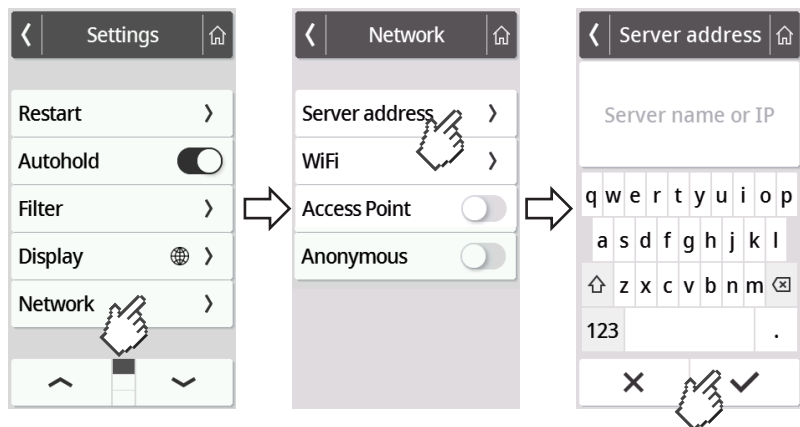 Settings
Restart
Autohold
Filter
Display
Network
Network
Server address
WiFi
Access Point
Anonymous
Server address
Server name or IP
q w e r t y u i o p
a s d f g h j k l
z x c v b n m
123 .